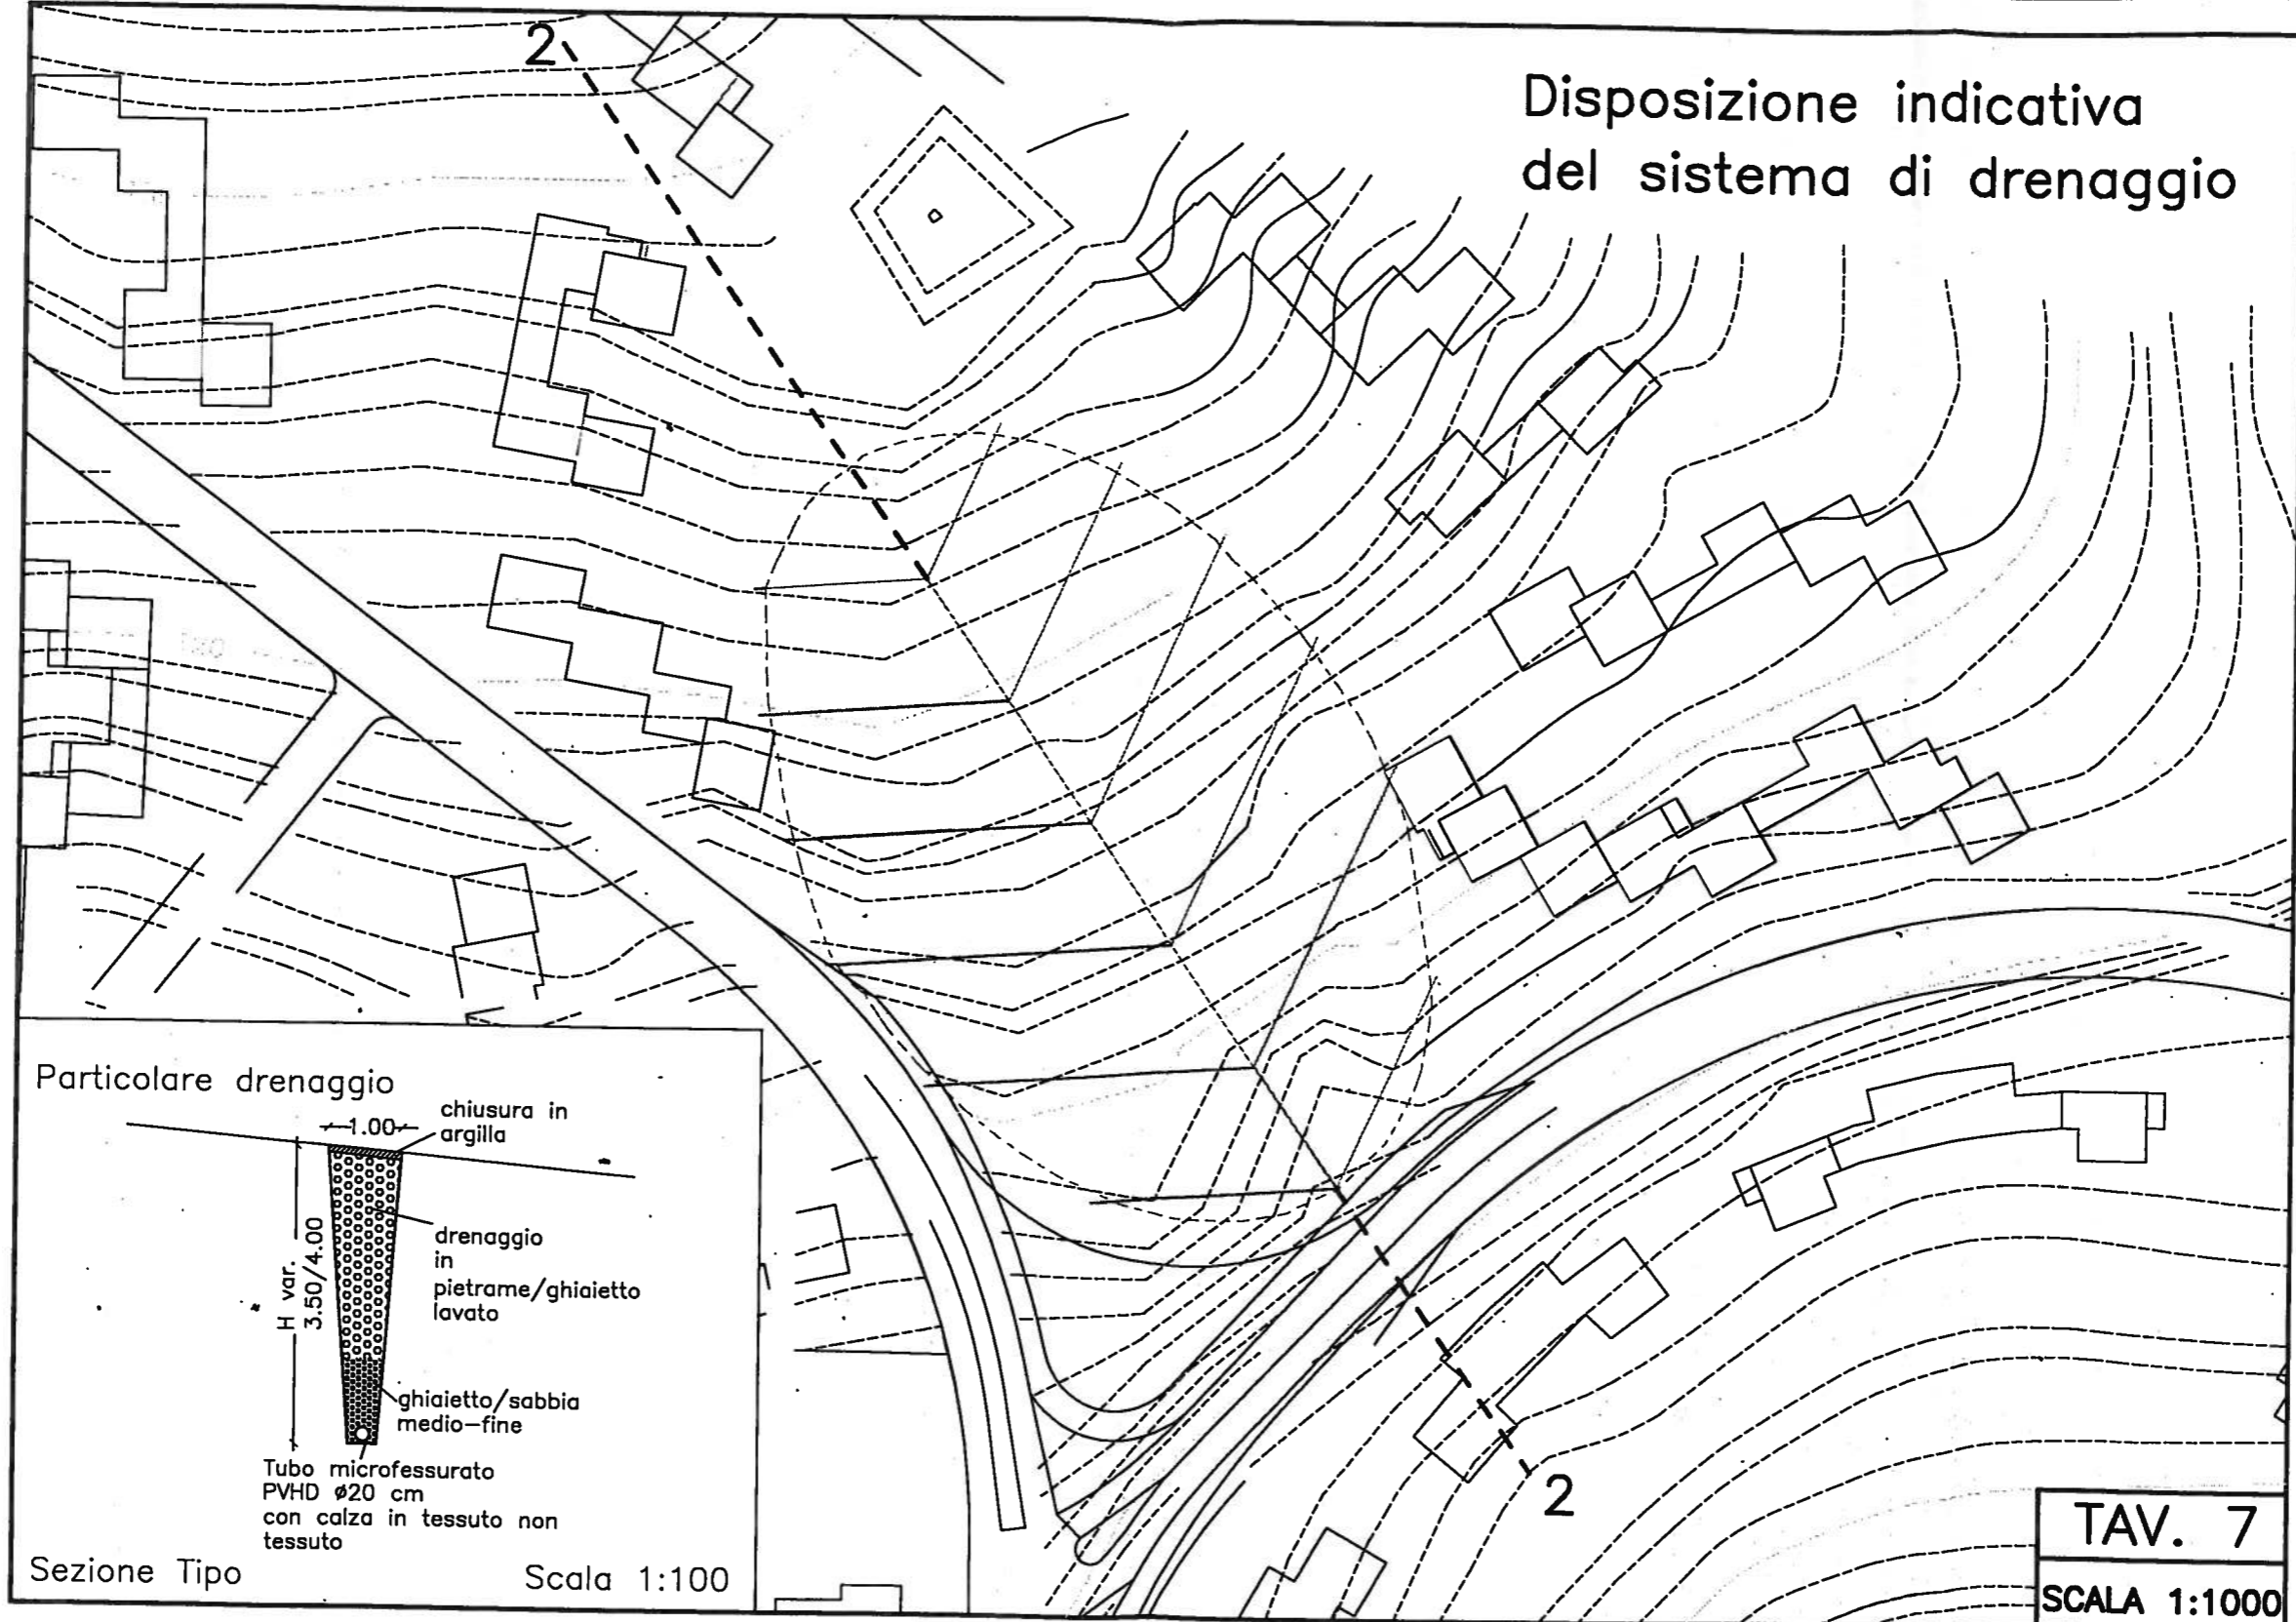 2
Disposizione indicativa
del sistema di drenaggio
Particolare drenaggio
1.00
chiusura in
argilla
H var.
3.50/4.00
drenaggio
in
pietrame/ghiaietto
lavato
ghiaietto/sabbia
medio-fine
Tubo microfessurato
PVHD ø20 cm
con calza in tessuto non
tessuto
Sezione Tipo
Scala 1:100
2
TAV. 7
SCALA 1:1000